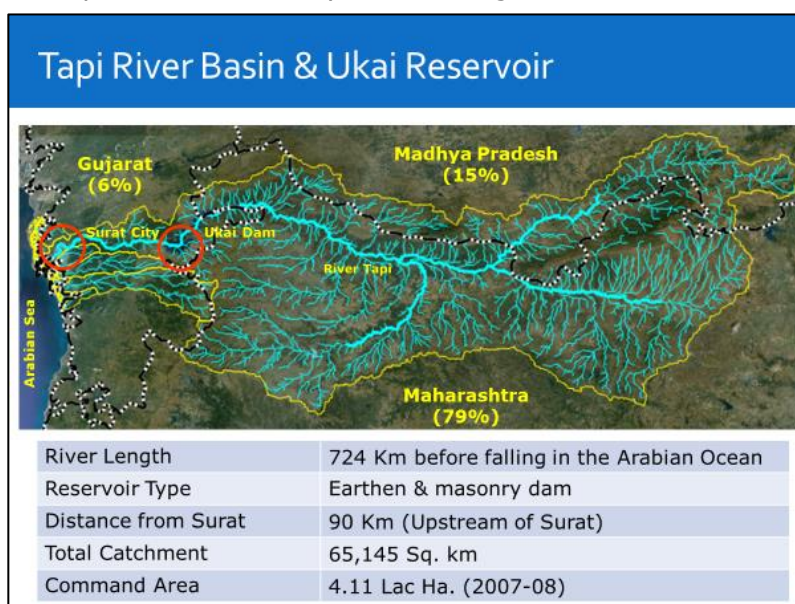 Tapi River Basin & Ukai Reservoir
Gujarat
(6%)
Madhya Pradesh
(15%)
Surat City
Ukai Dam
River Tapi
Arabian Sea
Maharashtra
(79%)
River Length 724 Km before falling in the Arabian Ocean
Reservoir Type Earthen & masonry dam
Distance from Surat 90 Km (Upstream of Surat)
Total Catchment 65,145 Sq. km
Command Area 4.11 Lac Ha. (2007-08)